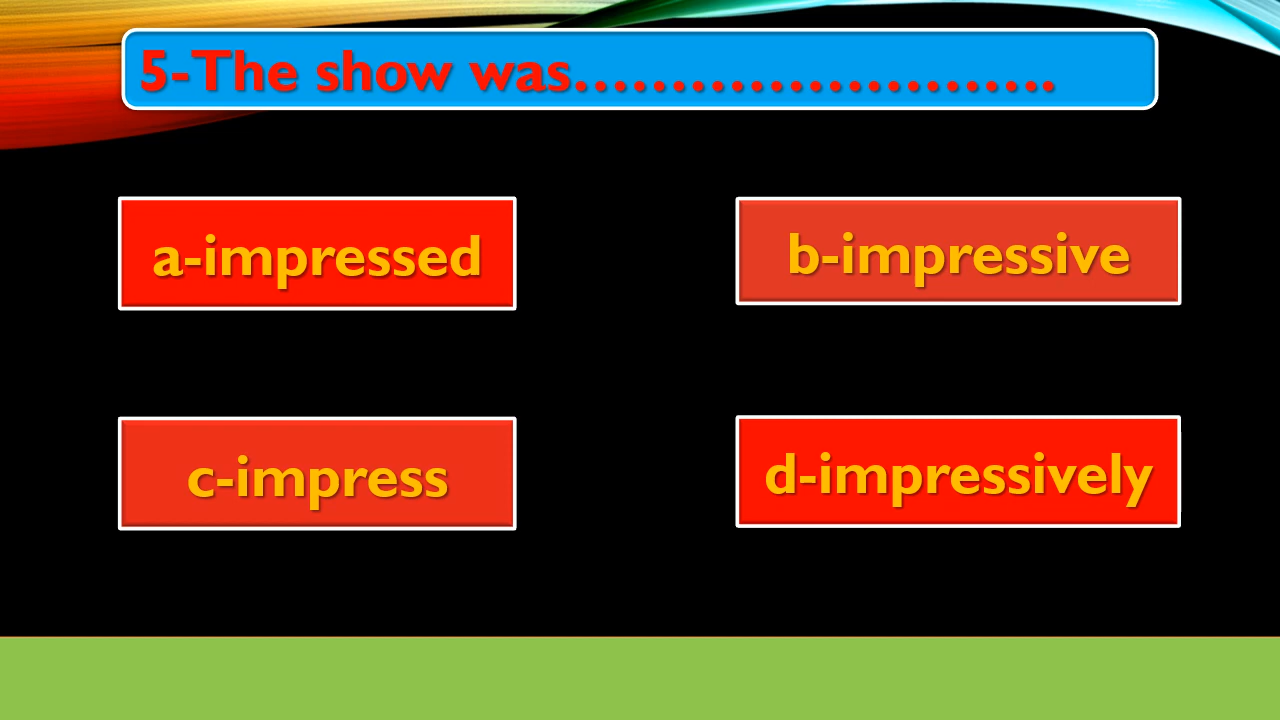 5-The show was…………………….
a-impressed
b-impressive
c-impress
d-impressively